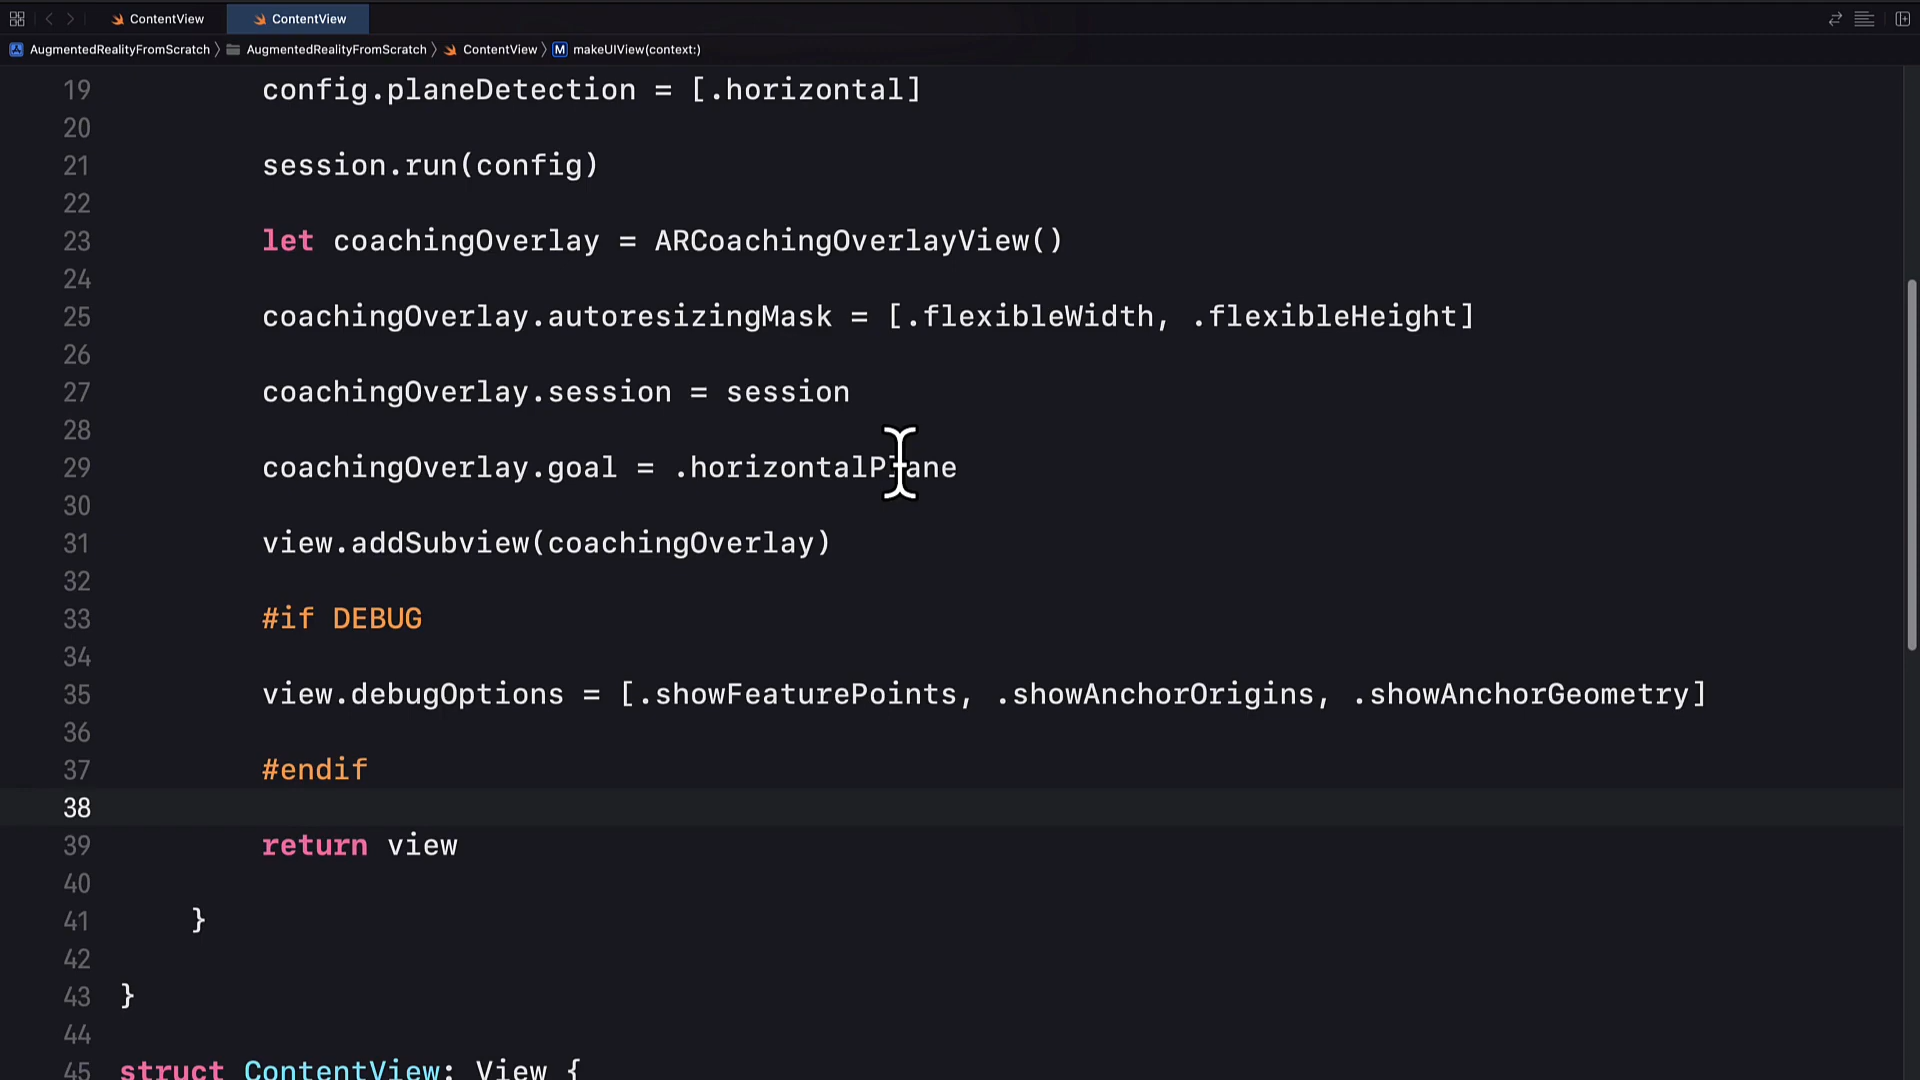 ContentView ContentView
AugmentedRealityFromScratch AugmentedRealityFromScratch ContentView M makeUIView(context:)
19 config.planeDetection = [.horizontal]
20
21 session.run(config)
22
23 let coachingOverlay = ARCoachingOverlayView()
24
25 coachingOverlay.autoresizingMask = [.flexibleWidth, .flexibleHeight]
26
27 coachingOverlay.session = session
28
29 coachingOverlay.goal = .horizontalPlane
30
31 view.addSubview(coachingOverlay)
32
33 #if DEBUG
34
35 view.debugOptions = [.showFeaturePoints, .showAnchorOrigins, .showAnchorGeometry]
36
37 #endif
38
39 return view
40
41 }
42
43 }
44
45 struct ContentView: View {